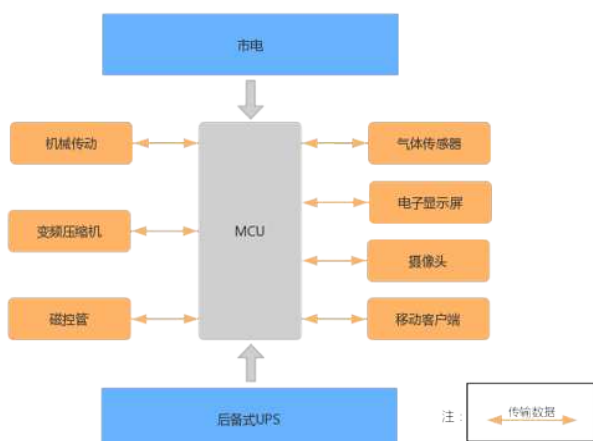 市电
机械传动
气体传感器
电子显示屏
变频压缩机
MCU
摄像头
磁控管
移动客户端
后备式UPS
注：
传输数据